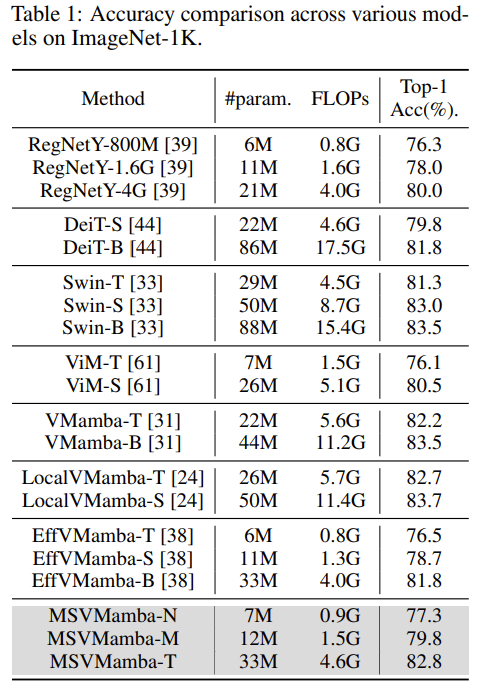 Table 1: Accuracy comparison across various mod-
els on ImageNet-1K.
Method #param. FLOPs Top-1 Acc(%).
RegNetY-800M [39] 6M 0.8G 76.3
RegNetY-1.6G [39] 11M 1.6G 78.0
RegNetY-4G [39] 21M 4.0G 80.0
DeiT-S [44] 22M 4.6G 79.8
DeiT-B [44] 86M 17.5G 81.8
Swin-T [33] 29M 4.5G 81.3
Swin-S [33] 50M 8.7G 83.0
Swin-B [33] 88M 15.4G 83.5
ViM-T [61] 7M 1.5G 76.1
ViM-S [61] 26M 5.1G 80.5
VMamba-T [31] 22M 5.6G 82.2
VMamba-B [31] 44M 11.2G 83.5
LocalVMamba-T [24] 26M 5.7G 82.7
LocalVMamba-S [24] 50M 11.4G 83.7
EffVMamba-T [38] 6M 0.8G 76.5
EffVMamba-S [38] 11M 1.3G 78.7
EffVMamba-B [38] 33M 4.0G 81.8
MSVMamba-N 7M 0.9G 77.3
MSVMamba-M 12M 1.5G 79.8
MSVMamba-T 33M 4.6G 82.8